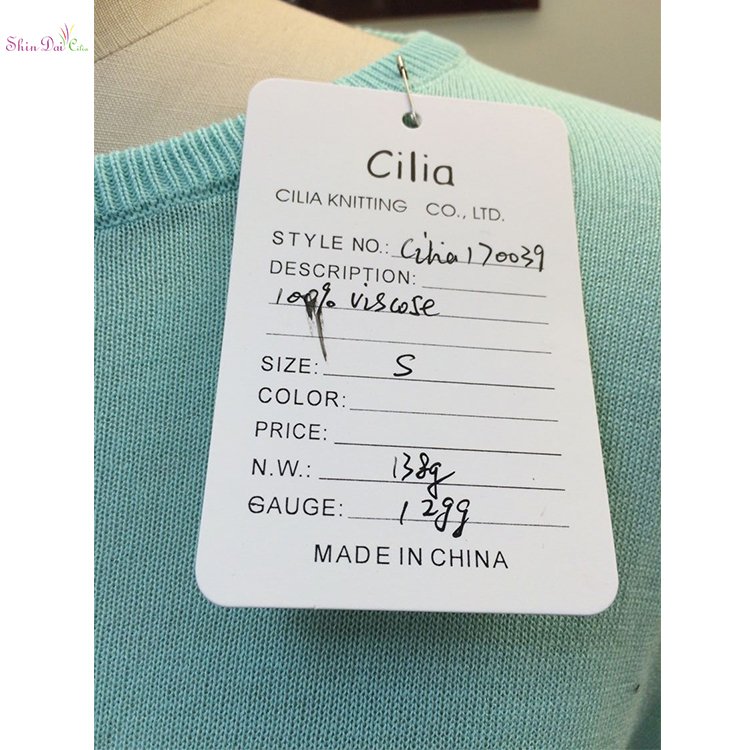 Shin Dai Cilia
Cilia
CILIA KNITTING CO., LTD.
STYLE NO.: Cilia170039
DESCRIPTION:
100% viscose
SIZE: S
COLOR:
PRICE:
N.W.: 138g
GAUGE: 12gg
MADE IN CHINA